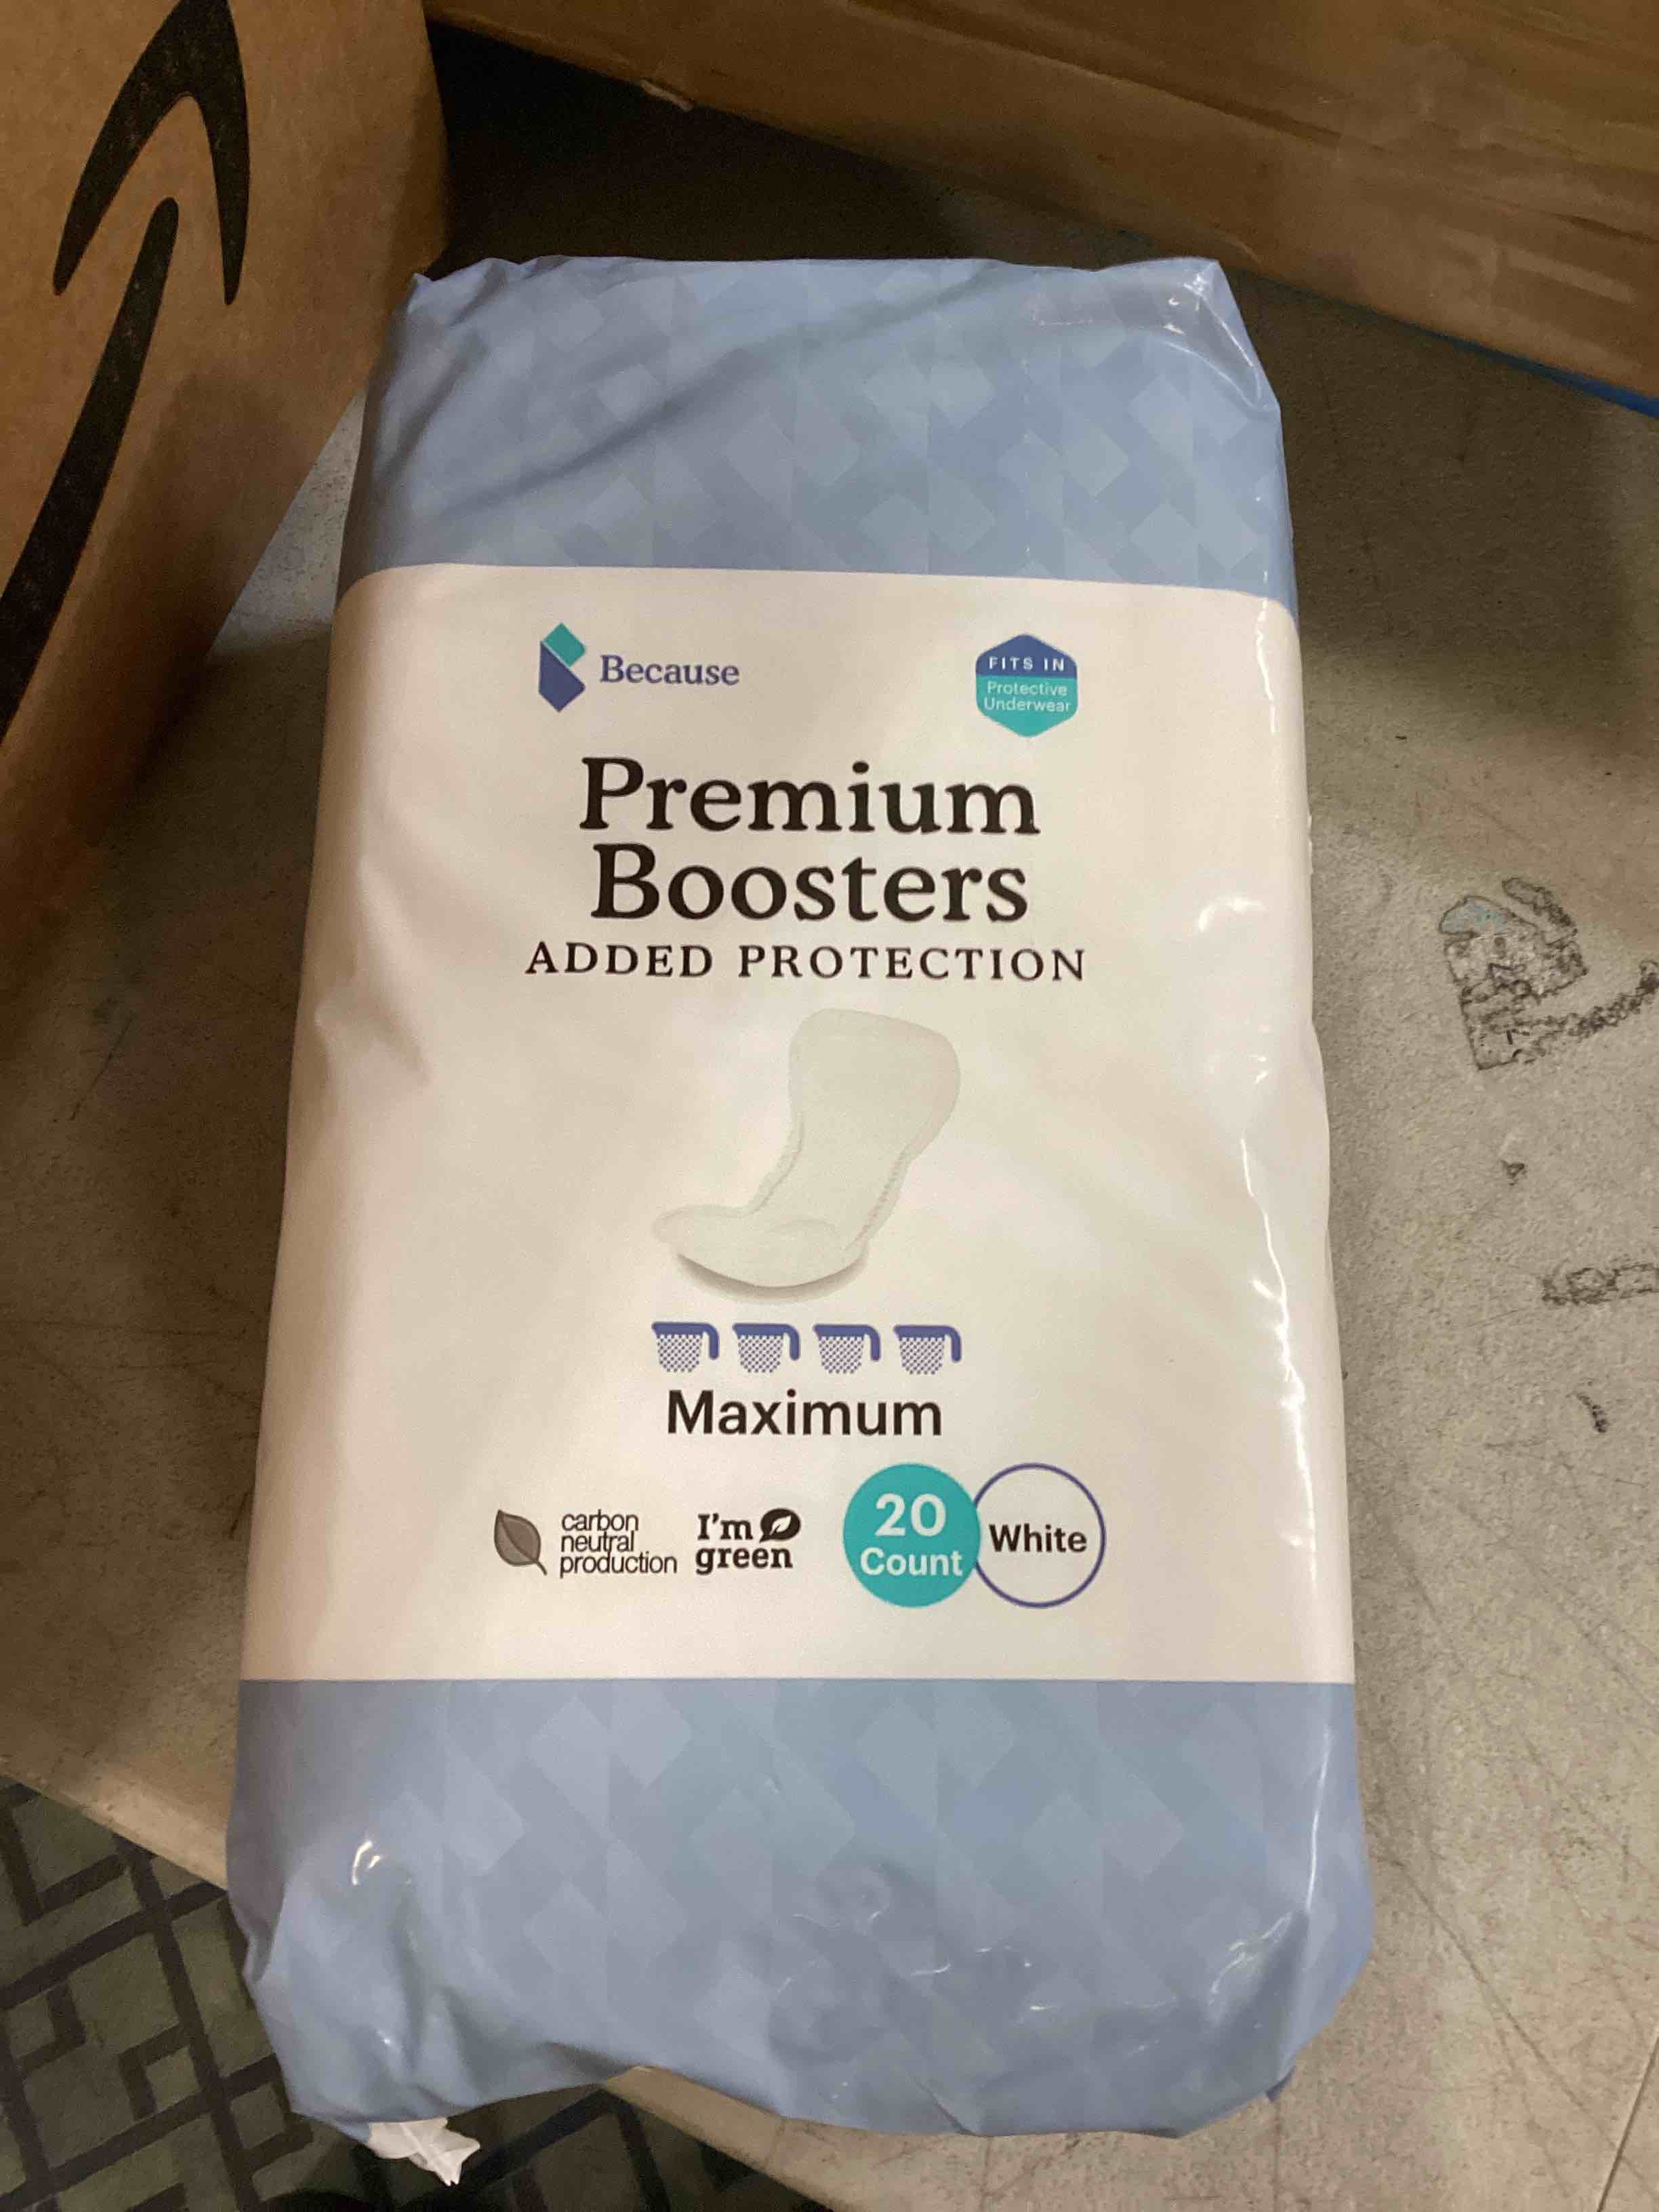 Because
FITS IN
Protective
Underwear
Premium
Boosters
ADDED PROTECTION
Maximum
carbon
neutral
production
I'm
green
20
Count
White